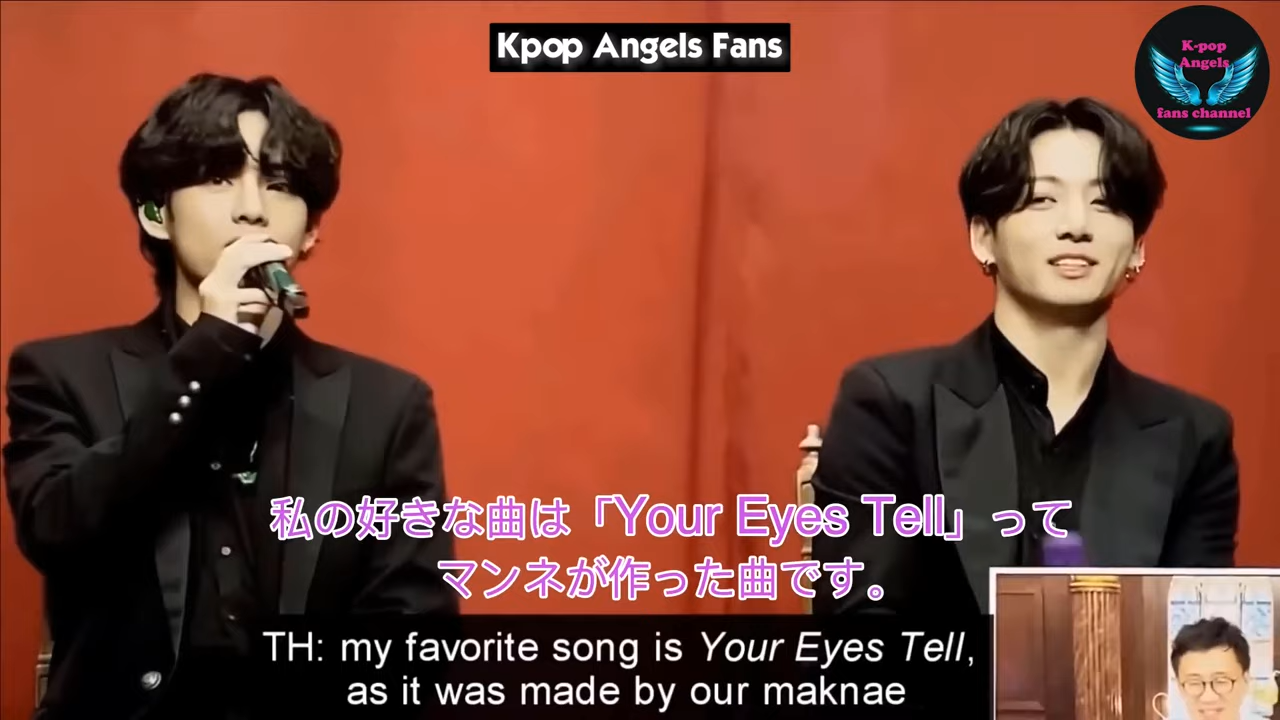 Kpop Angels Fans
K-pop
Angels
fans channel
私の好きな曲は「Your Eyes Tell」って
マンネが作った曲です。
TH: my favorite song is Your Eyes Tell,
as it was made by our maknae